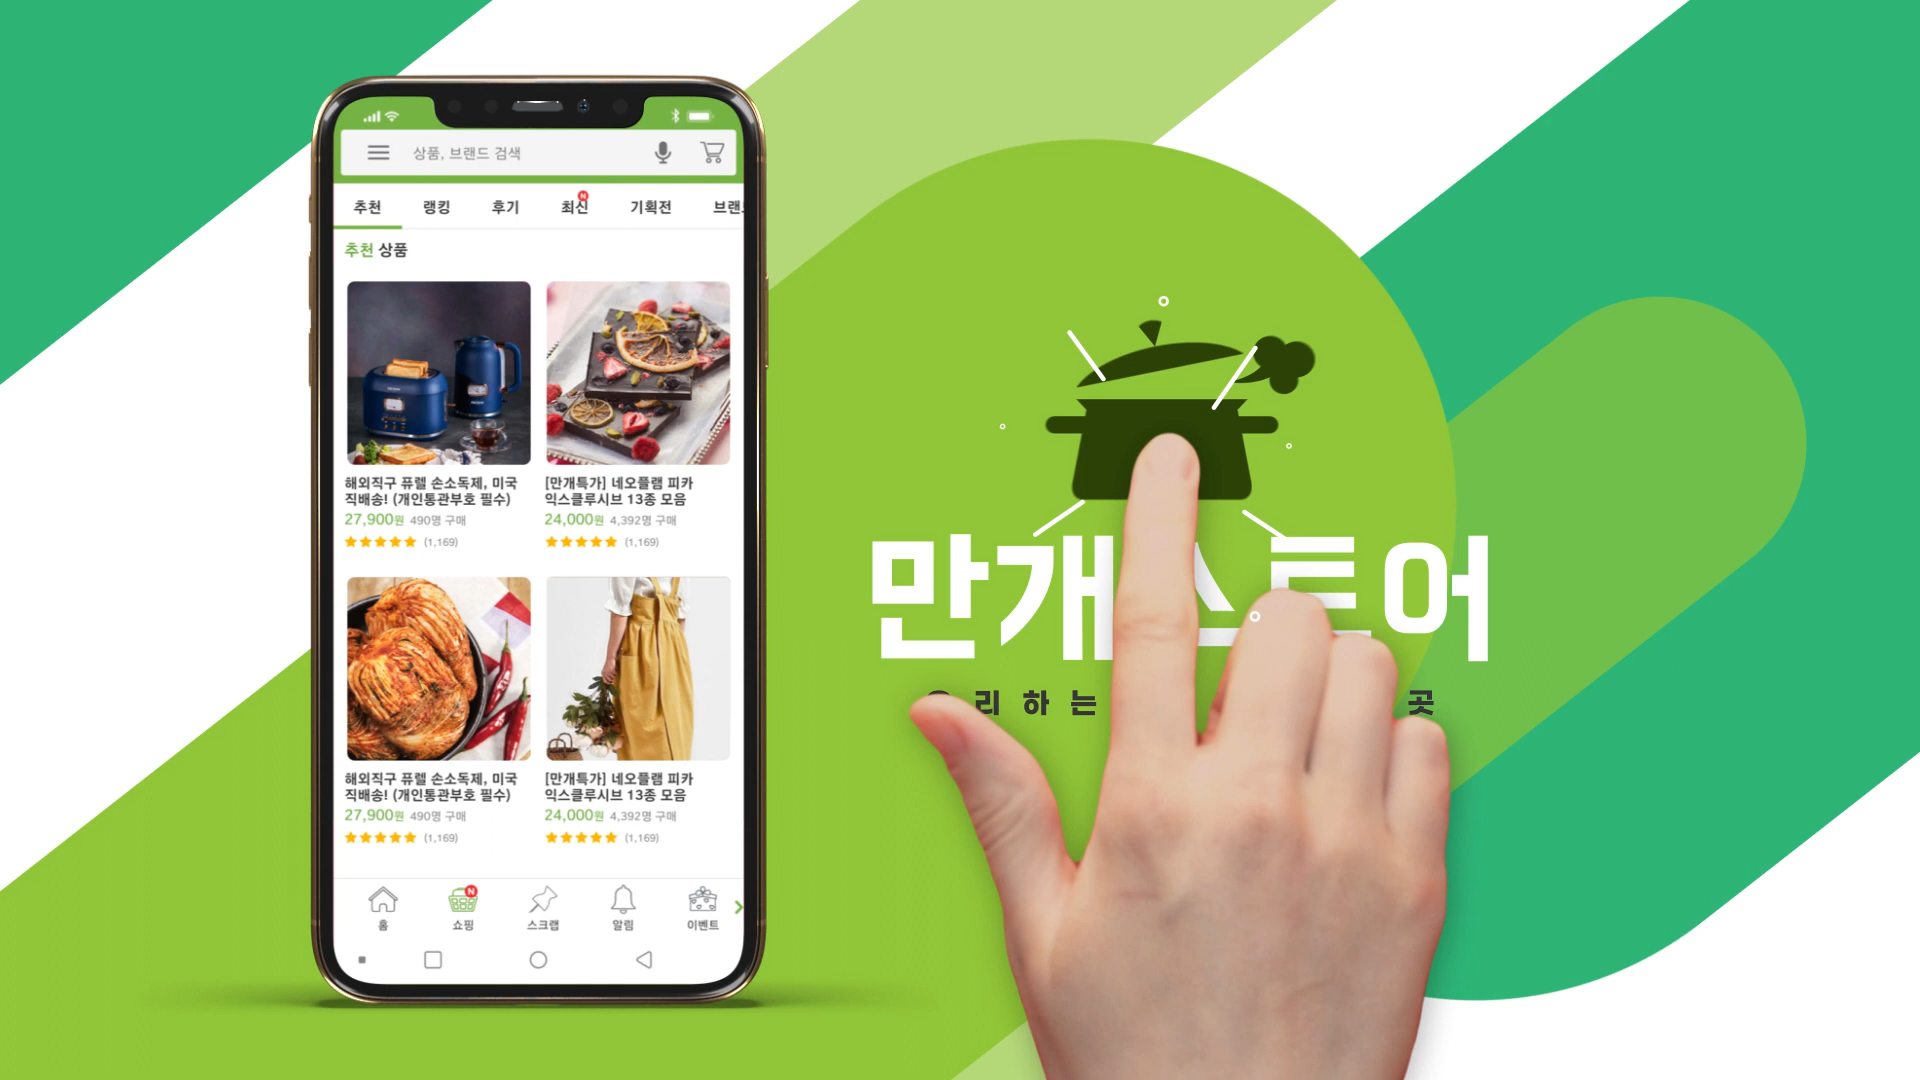 상품, 브랜드 검색
추천 랭킹 후기 최신 기획전
N
추천 상품
해외직구 퓨렐 손소독제, 미국
직배송! (개인통관부호 필수)
27,900원 490명 구매
(1,169)
[만개특가] 네오플램 피카
익스클루시브 13종 모음
24,000원 4,392명 구매
(1,169)
해외직구 퓨렐 손소독제, 미국
직배송! (개인통관부호 필수)
27,900원 490명 구매
(1,169)
[만개특가] 네오플램 피카
익스클루시브 13종 모음
24,000원 4,392명 구매
(1,169)
N
홈 쇼핑 스크랩 알림 이벤트
만개스토어
리하는 곳